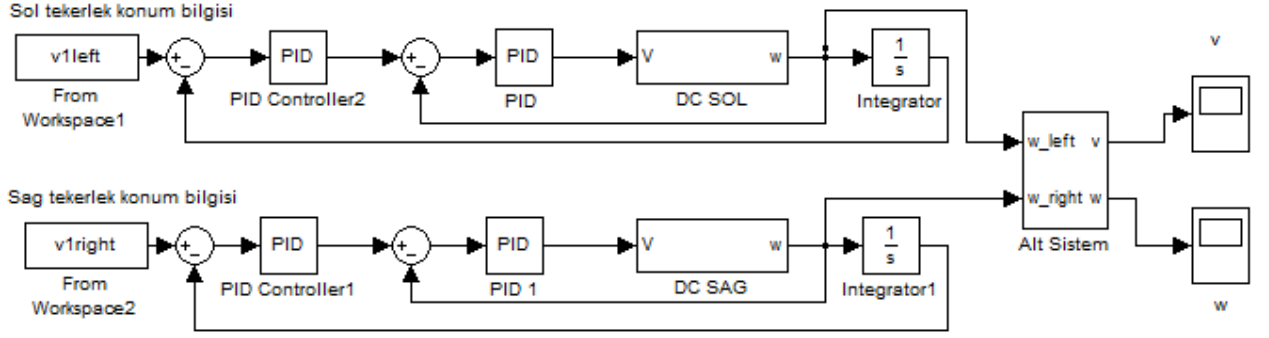 Sol tekerlek konum bilgisi
v1left
From
Workspace1
+
−
PID
PID Controller2
+
−
PID
PID
V
w
DC SOL
1
s
Integrator
w_left
v
w_right
w
Alt Sistem
v
w
Sag tekerlek konum bilgisi
v1right
From
Workspace2
+
−
PID
PID Controller1
+
−
PID
PID 1
V
w
DC SAG
1
s
Integrator1